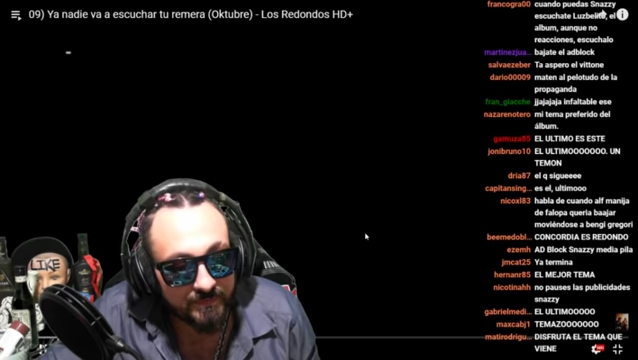 09) Ya nadie va a escuchar tu remera (Oktubre) - Los Redondos HD+
francogra00 cuando puedas Snazzy
escuchate Luzbelito, el
album, aunque no
reacciones, escuchalo
martinezjua... bajate el adblock
salvaezeber Ta aspero el vittone
dario00009 maten al pelotudo de la
propaganda
fran_giacche jjajajaja infaltable ese
nazarenotero mi tema preferido del
álbum.
gamuza85 EL ULTIMO ES ESTE
jonibruno10 EL ULTIMOOOOOO. UN
TEMON
dria87 el q sigueeee
capitansing... es el, ultimooo
nicoxl83 habla de cuando alf manija
de falopa queria baajar
moviéndose a bengi gregori
beemedobl... CONCORDIA ES REDONDO
ezemh AD Block Snazzy media pila
jmcat25 Ya termina
hernanr85 EL MEJOR TEMA
nicotinahh no pauses las publicidades
snazzy
gabrielmedi... EL ULTIMOOOO
maxcabj1 TEMAZOOOOOOO
matirodrigu... DISFRUTA EL TEMA QUE
VIENE
LIKE